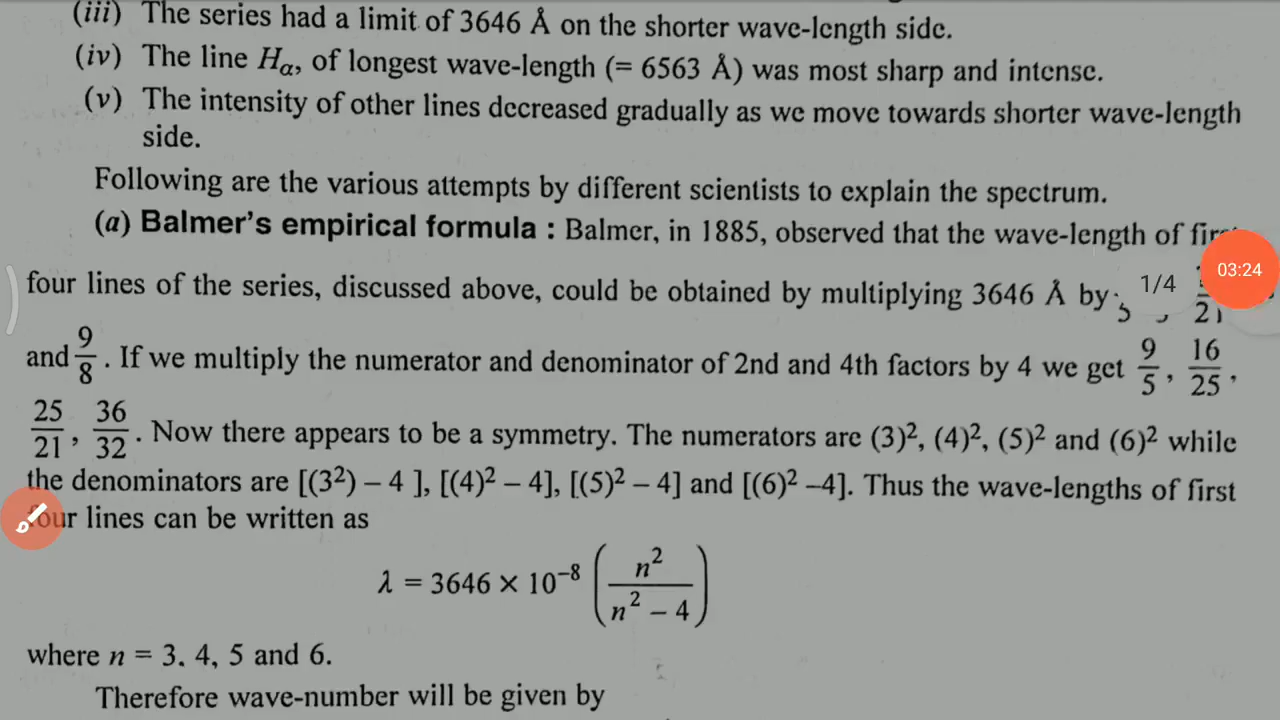 (iii) The series had a limit of 3646 Å on the shorter wave-length side.
(iv) The line Hα, of longest wave-length (= 6563 Å) was most sharp and intense.
(v) The intensity of other lines decreased gradually as we move towards shorter wave-length
side.
Following are the various attempts by different scientists to explain the spectrum.
(a) Balmer's empirical formula : Balmer, in 1885, observed that the wave-length of
03:24
four lines of the series, discussed above, could be obtained by multiplying 3646 Å by
1/4
and 9/8 . If we multiply the numerator and denominator of 2nd and 4th factors by 4 we get 9/5, 16/25,
25/21, 36/32. Now there appears to be a symmetry. The numerators are (3)², (4)², (5)² and (6)² while
the denominators are [(3²) – 4 ], [(4)² – 4], [(5)² – 4] and [(6)² –4]. Thus the wave-lengths of first
four lines can be written as
λ = 3646 × 10⁻⁸ (n²/(n² – 4))
where n = 3. 4, 5 and 6.
Therefore wave-number will be given by